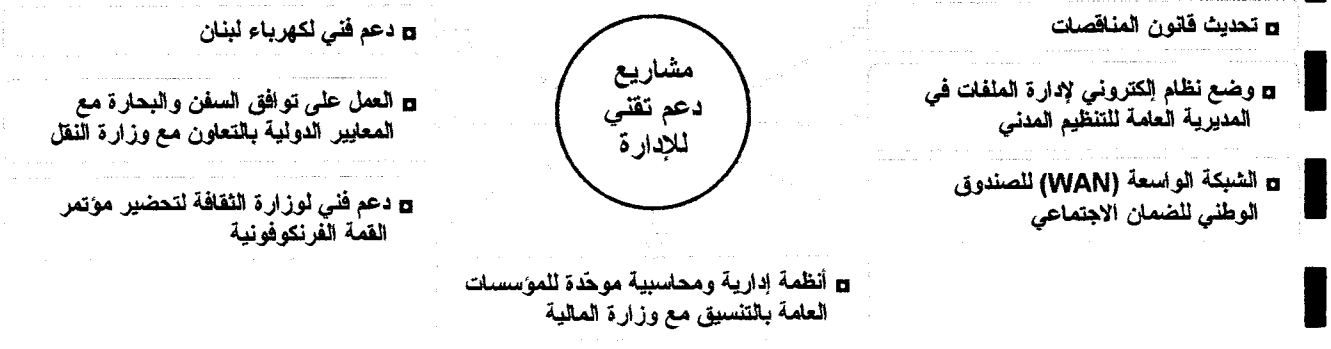 ◘ تحديث قانون المناقصات
◘ وضع نظام إلكتروني لإدارة الملفات في
المديرية العامة للتنظيم المدني
◘ الشبكة الواسعة (WAN) للصندوق
الوطني للضمان الاجتماعي
مشاريع
دعم تقني
للإدارة
◘ أنظمة إدارية ومحاسبية موحّدة للمؤسسات
العامة بالتنسيق مع وزارة المالية
◘ دعم فني لكهرباء لبنان
◘ العمل على توافق السفن والبحارة مع
المعايير الدولية بالتعاون مع وزارة النقل
◘ دعم فني لوزارة الثقافة لتحضير مؤتمر
القمة الفرنكوفونية